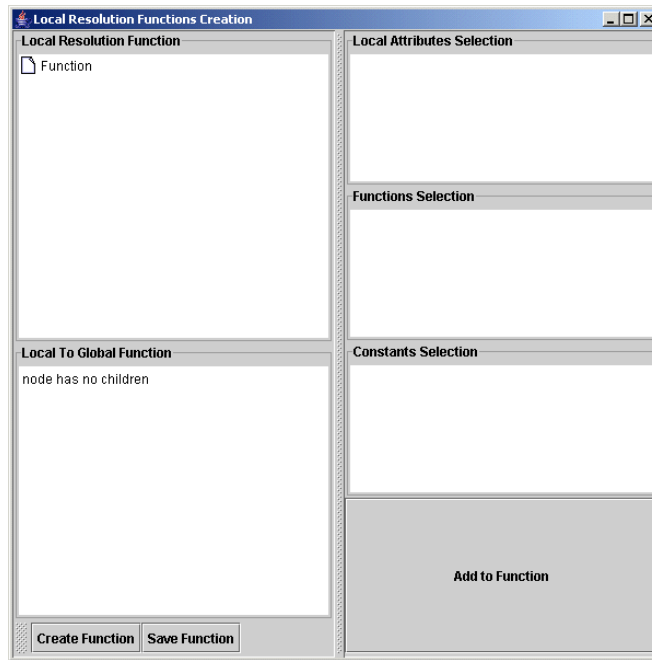 Local Resolution Functions Creation
Local Resolution Function
Function
Local To Global Function
node has no children
Create Function
Save Function
Local Attributes Selection
Functions Selection
Constants Selection
Add to Function